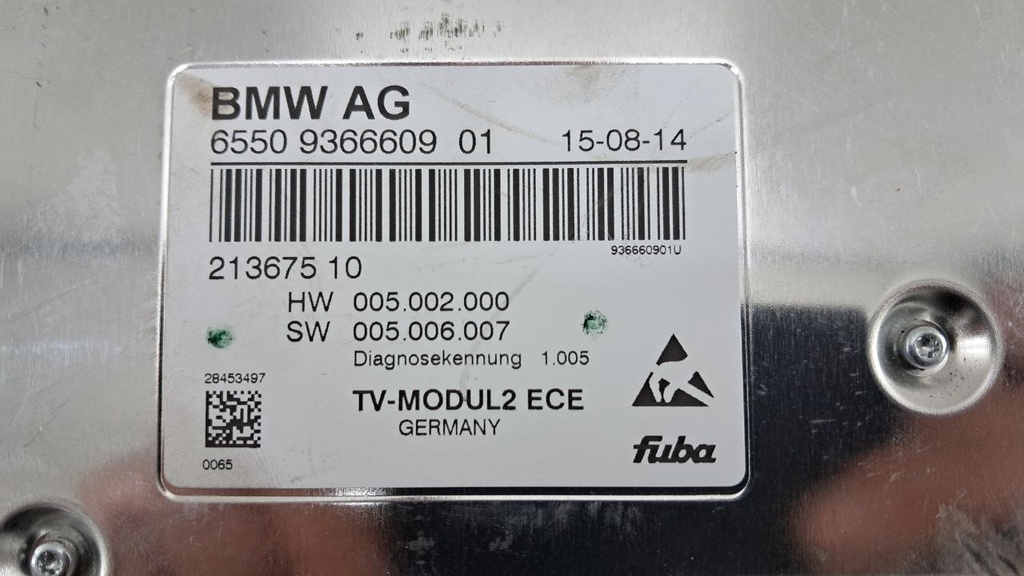 BMW AG
6550 9366609 01 15-08-14
936660901U
213675 10
HW 005.002.000
SW 005.006.007
Diagnosekennung 1.005
28453497
TV-MODUL2 ECE
GERMANY
fuba
0065